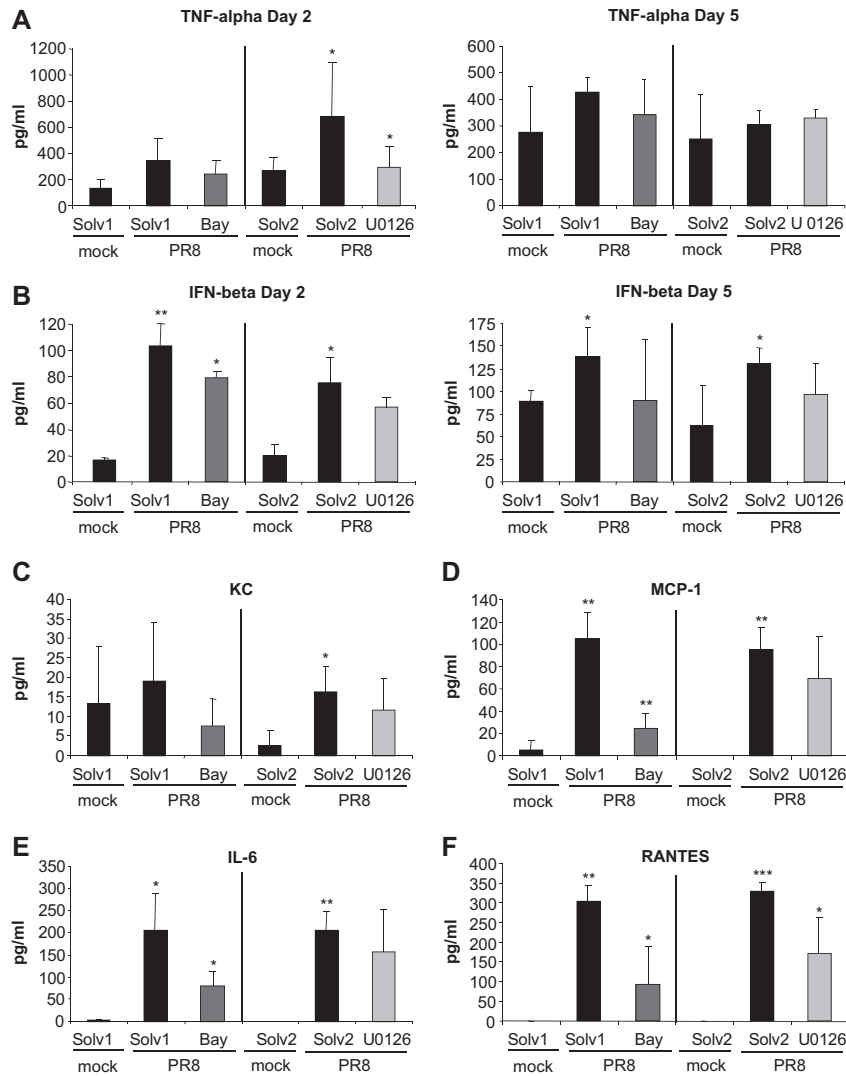 A
TNF-alpha Day 2
pg/ml
1200
1000
800
600
400
200
0
*
*
Solv1 Solv1 Bay Solv2 Solv2 U0126
mock PR8 mock PR8
TNF-alpha Day 5
pg/ml
600
500
400
300
200
100
0
Solv1 Solv1 Bay Solv2 Solv2 U 0126
mock PR8 mock PR8
B
IFN-beta Day 2
pg/ml
120
100
80
60
40
20
0
**
*
*
Solv1 Solv1 Bay Solv2 Solv2 U0126
mock PR8 mock PR8
IFN-beta Day 5
pg/ml
175
150
125
100
75
50
25
0
*
*
Solv1 Solv1 Bay Solv2 Solv2 U0126
mock PR8 mock PR8
C
KC
pg/ml
40
35
30
25
20
15
10
5
0
*
Solv1 Solv1 Bay Solv2 Solv2 U0126
mock PR8 mock PR8
D
MCP-1
pg/ml
140
120
100
80
60
40
20
0
**
**
**
Solv1 Solv1 Bay Solv2 Solv2 U0126
mock PR8 mock PR8
E
IL-6
pg/ml
350
300
250
200
150
100
50
0
*
*
**
Solv1 Solv1 Bay Solv2 Solv2 U0126
mock PR8 mock PR8
F
RANTES
pg/ml
400
350
300
250
200
150
100
50
0
**
*
***
*
Solv1 Solv1 Bay Solv2 Solv2 U0126
mock PR8 mock PR8